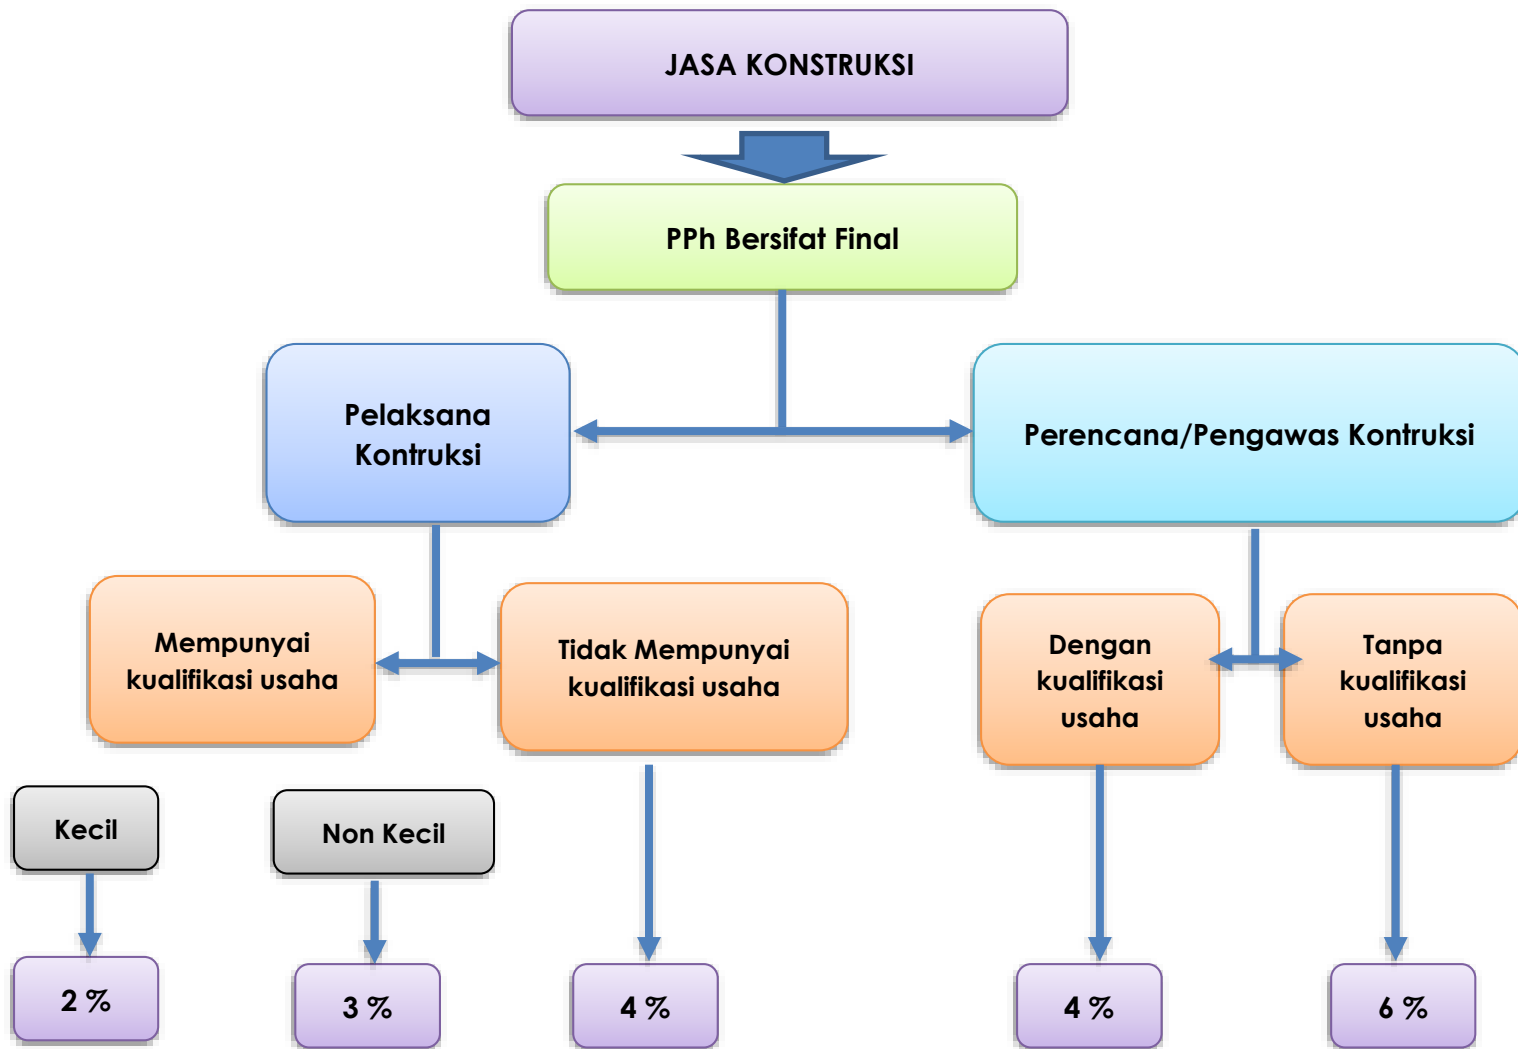 JASA KONSTRUKSI
PPh Bersifat Final
Pelaksana
Kontruksi
Perencana/Pengawas Kontruksi
Mempunyai
kualifikasi usaha
Tidak Mempunyai
kualifikasi usaha
Dengan
kualifikasi
usaha
Tanpa
kualifikasi
usaha
Kecil
Non Kecil
2 %
3 %
4 %
4 %
6 %